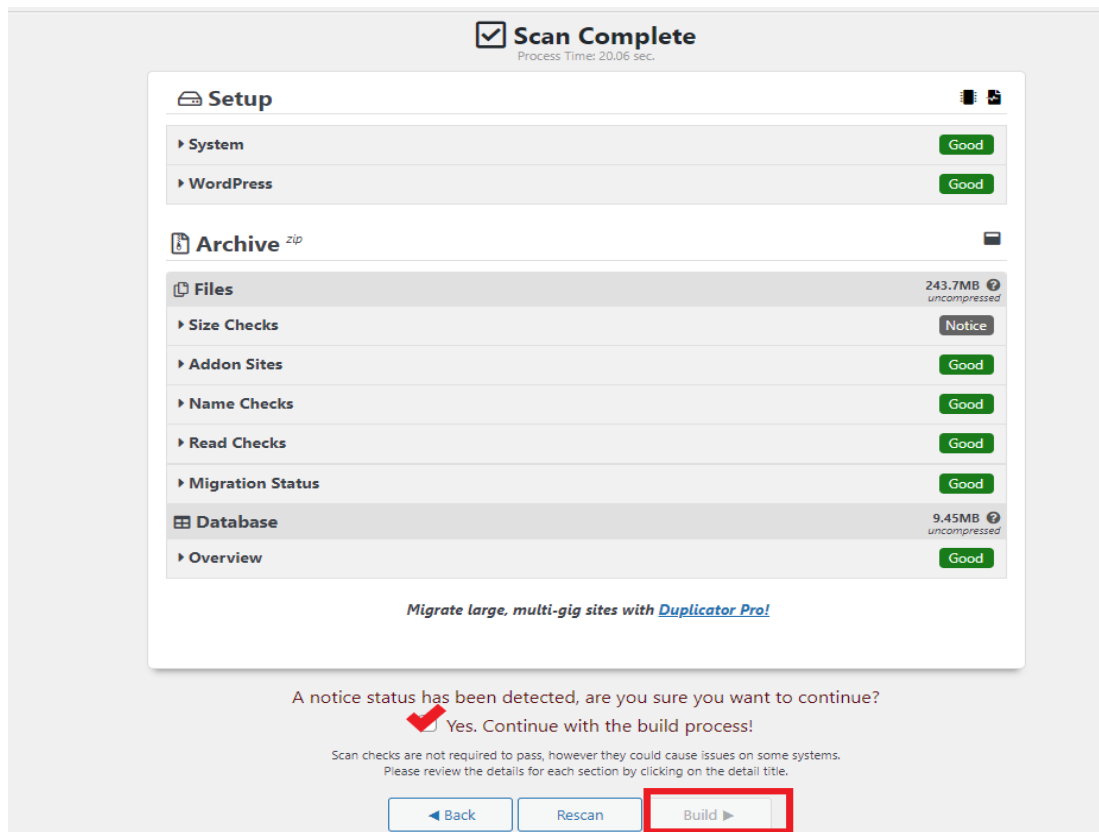 Scan Complete
Process Time: 20.06 sec.
Setup
System Good
WordPress Good
Archive zip
Files 243.7MB
uncompressed
Size Checks Notice
Addon Sites Good
Name Checks Good
Read Checks Good
Migration Status Good
Database 9.45MB
uncompressed
Overview Good
Migrate large, multi-gig sites with Duplicator Pro!
A notice status has been detected, are you sure you want to continue?
Yes. Continue with the build process!
Scan checks are not required to pass, however they could cause issues on some systems.
Please review the details for each section by clicking on the detail title.
◀ Back Rescan Build ▶